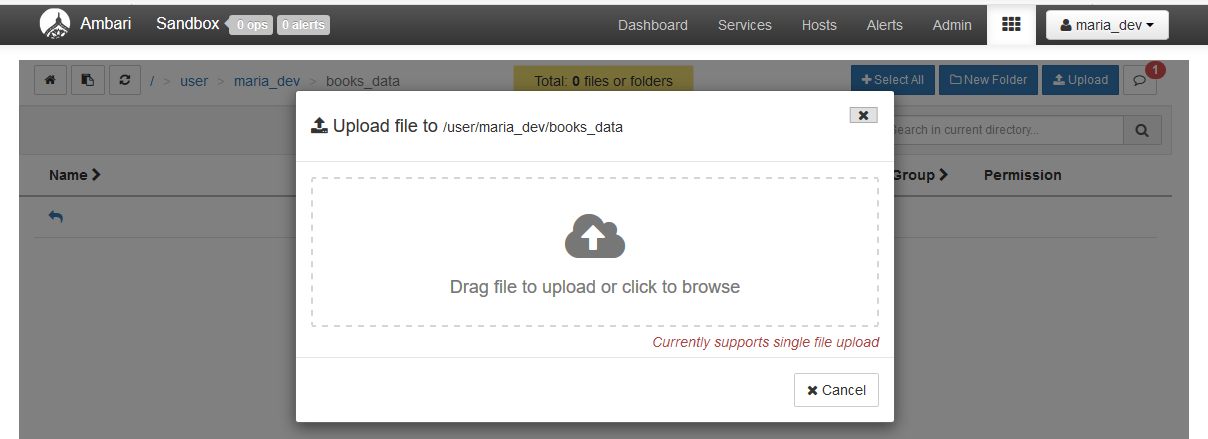 Ambari Sandbox 0 ops 0 alerts Dashboard Services Hosts Alerts Admin maria_dev
/ > user > maria_dev > books_data Total: 0 files or folders Select All New Folder Upload 1
Upload file to /user/maria_dev/books_data
Search in current directory...
Name Group Permission
Drag file to upload or click to browse
Currently supports single file upload
Cancel